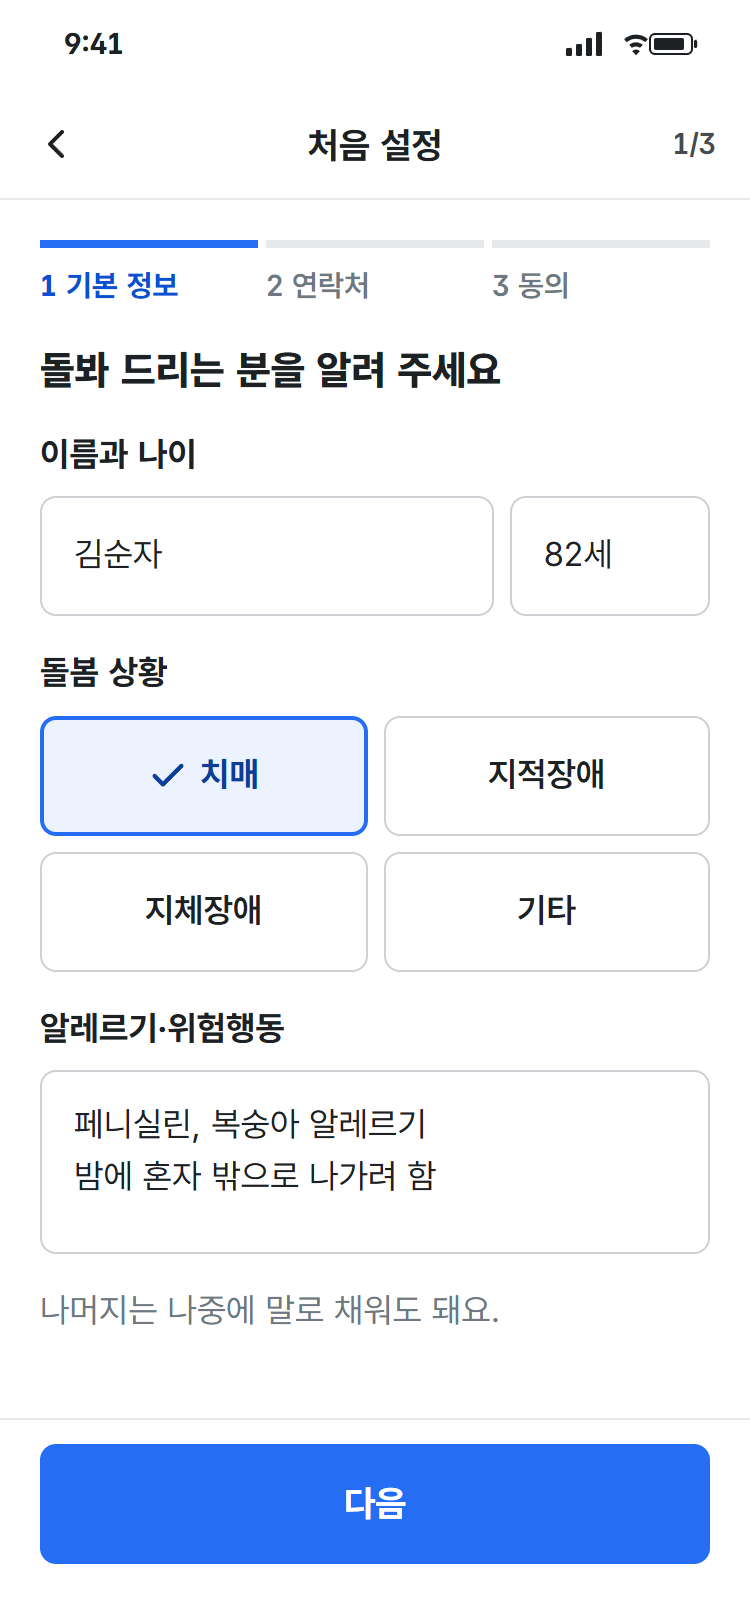 9:41
처음 설정
1/3
1 기본 정보
2 연락처
3 동의
돌봐 드리는 분을 알려 주세요
이름과 나이
김순자
82세
돌봄 상황
치매
지적장애
지체장애
기타
알레르기·위험행동
페니실린, 복숭아 알레르기
밤에 혼자 밖으로 나가려 함
나머지는 나중에 말로 채워도 돼요.
다음